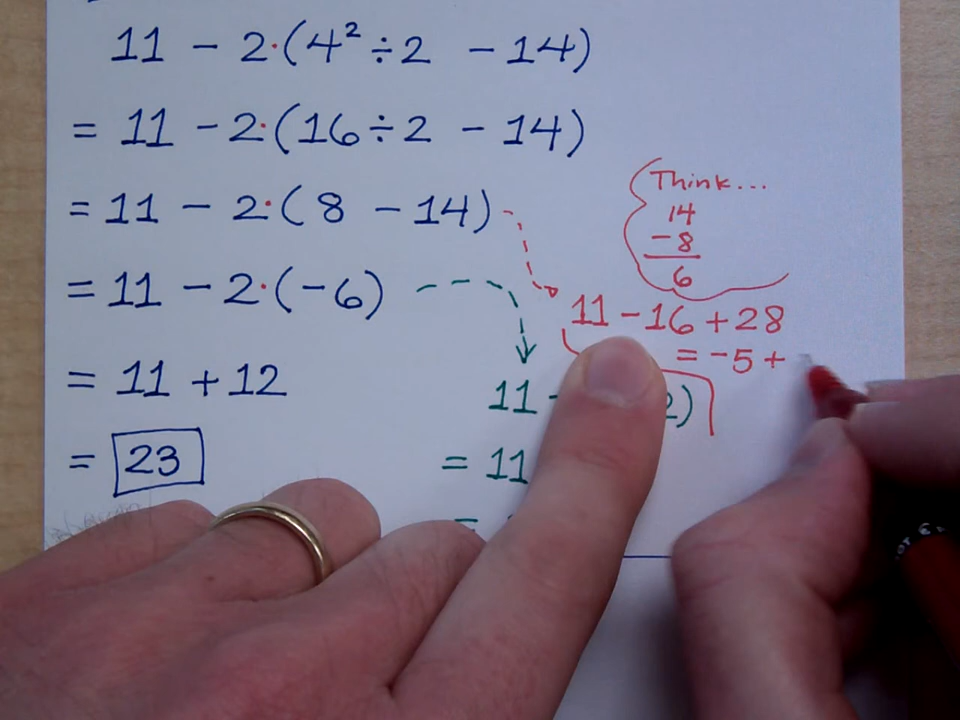 11 - 2·(4² ÷ 2 - 14)
= 11 - 2·(16 ÷ 2 - 14)
= 11 - 2·(8 - 14)
= 11 - 2·(-6)
= 11 + 12
= 23
Think...
14
-8
6
11 - 16 + 28
= -5 +
11 - 2)
= 11
=